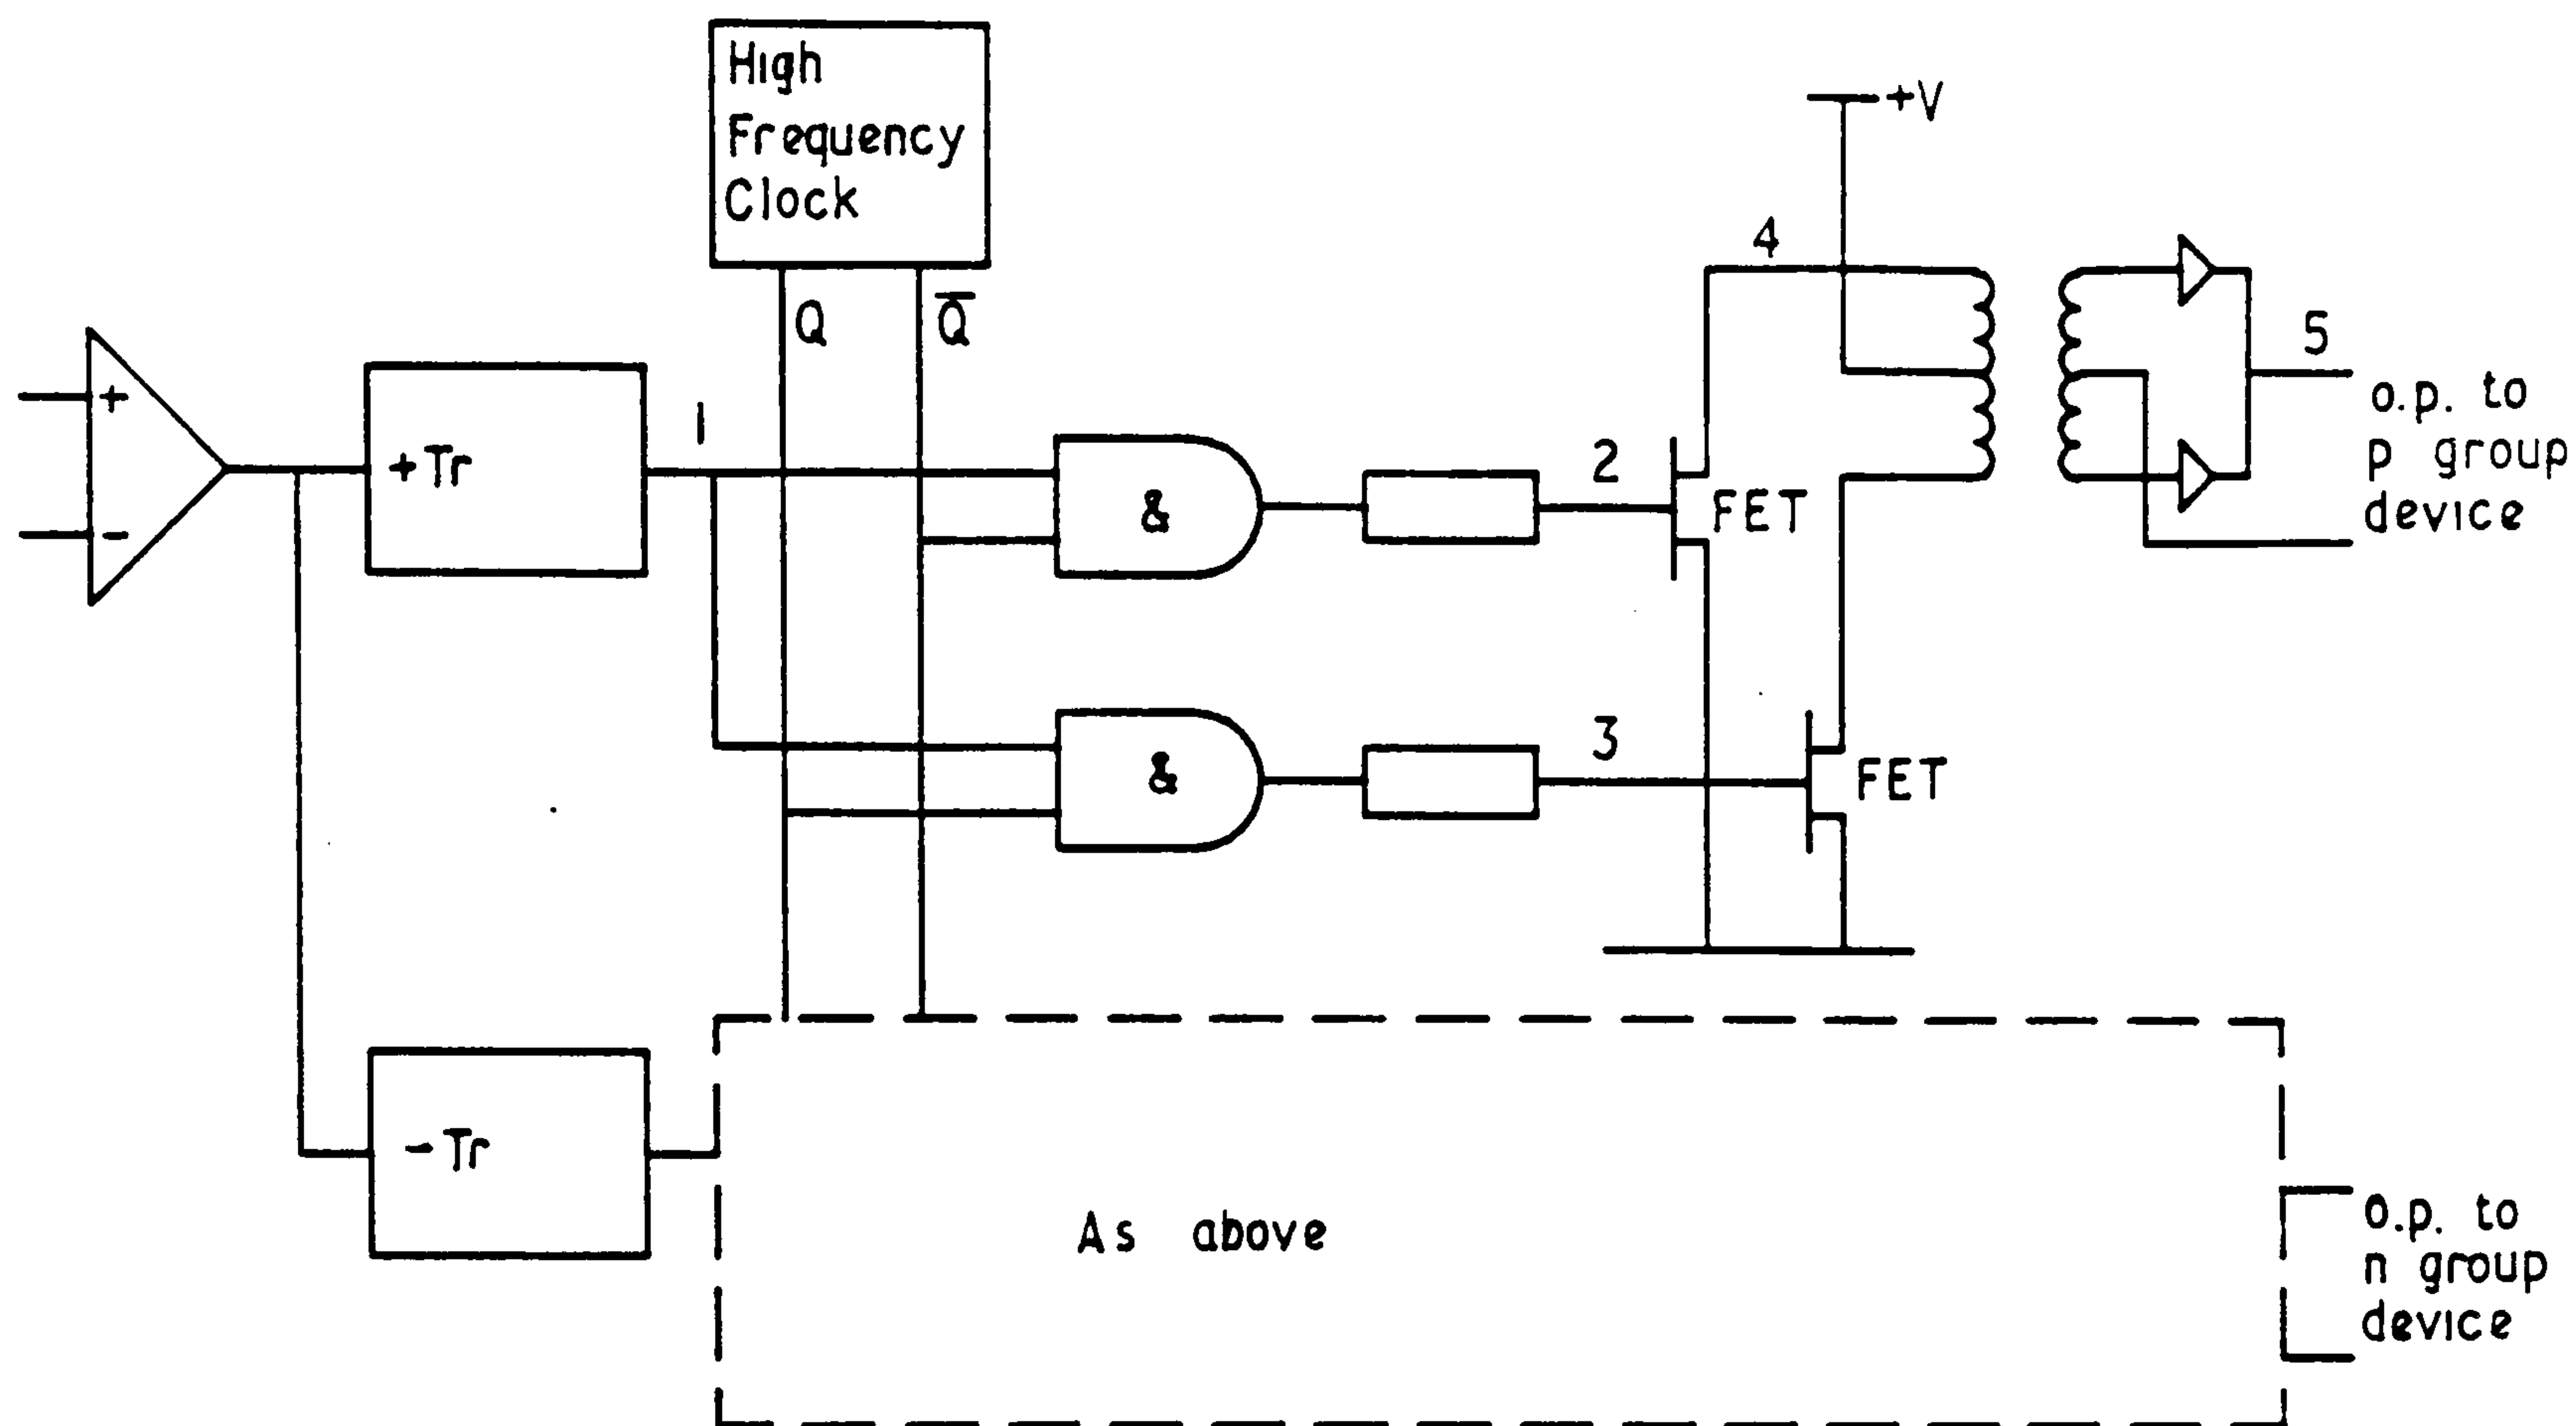 High
Frequency
Clock
+V
4
Q
Q̅
5
+
-
+Tr
1
&
2
FET
o.p. to
p group
device
&
3
FET
-Tr
As above
o.p. to
n group
device